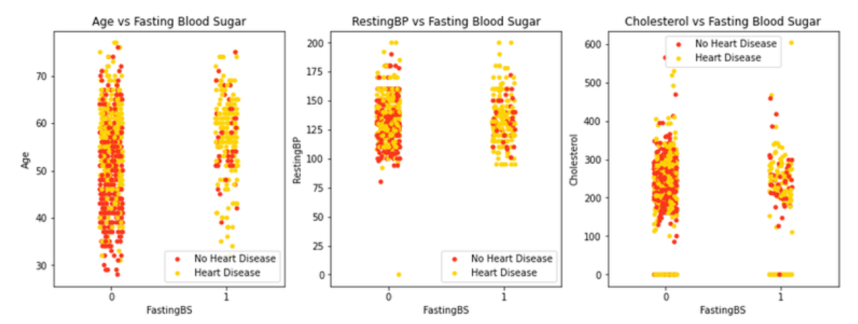 Age vs Fasting Blood Sugar
70
60
50
40
30
Age
No Heart Disease
Heart Disease
0
1
FastingBS
RestingBP vs Fasting Blood Sugar
200
175
150
125
100
75
50
25
0
RestingBP
No Heart Disease
Heart Disease
0
1
FastingBS
Cholesterol vs Fasting Blood Sugar
600
500
400
300
200
100
0
Cholesterol
No Heart Disease
Heart Disease
0
1
FastingBS